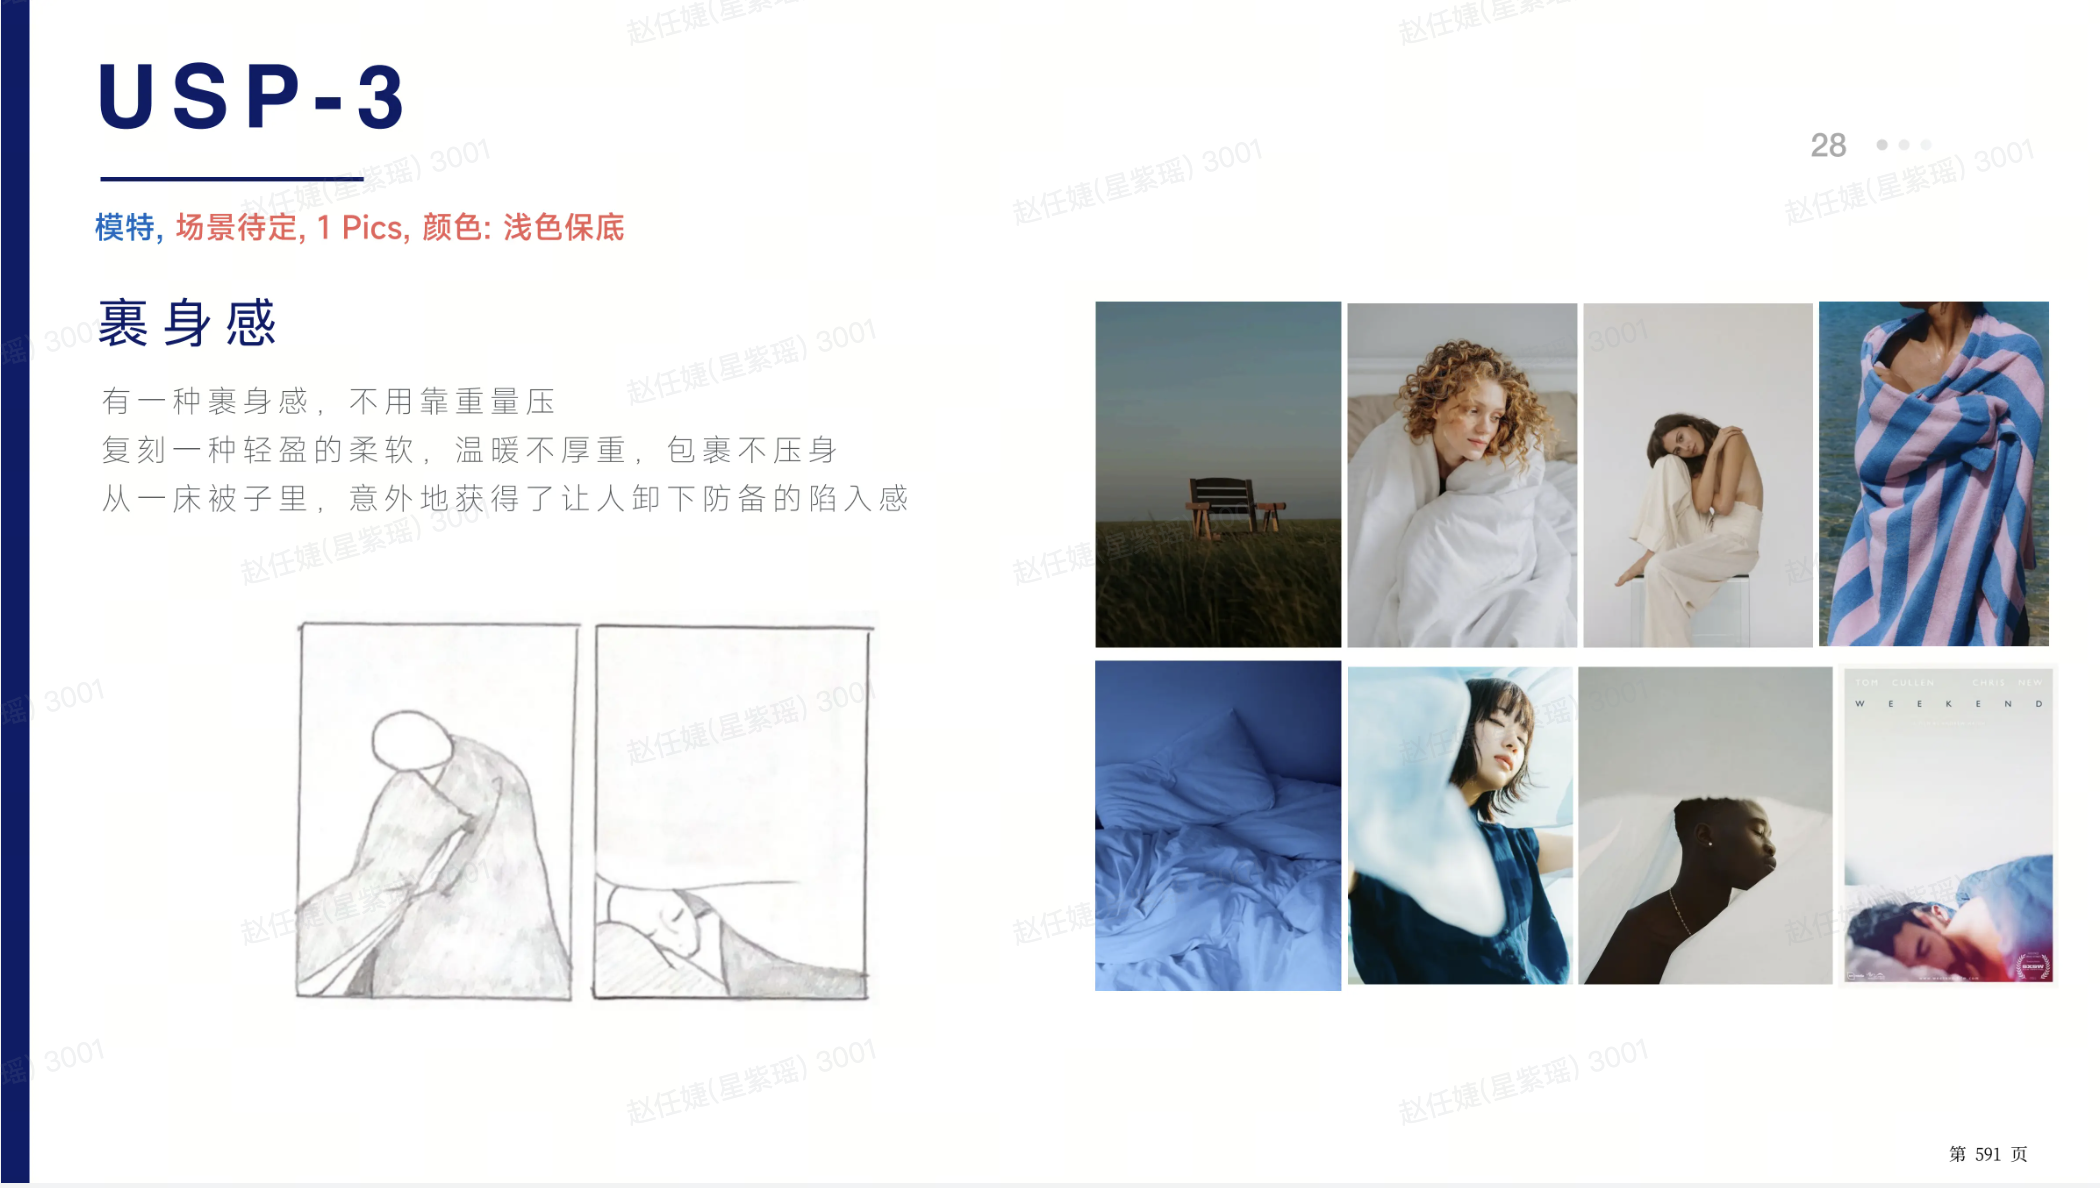 USP-3
28
模特, 场景待定, 1 Pics, 颜色: 浅色保底
裹身感
有一种裹身感，不用靠重量压
复刻一种轻盈的柔软，温暖不厚重，包裹不压身
从一床被子里，意外地获得了让人卸下防备的陷入感
TOM CULLEN CHRIS NEW
WEEKEND
第 591 页
赵任婕(星紫瑶) 3001